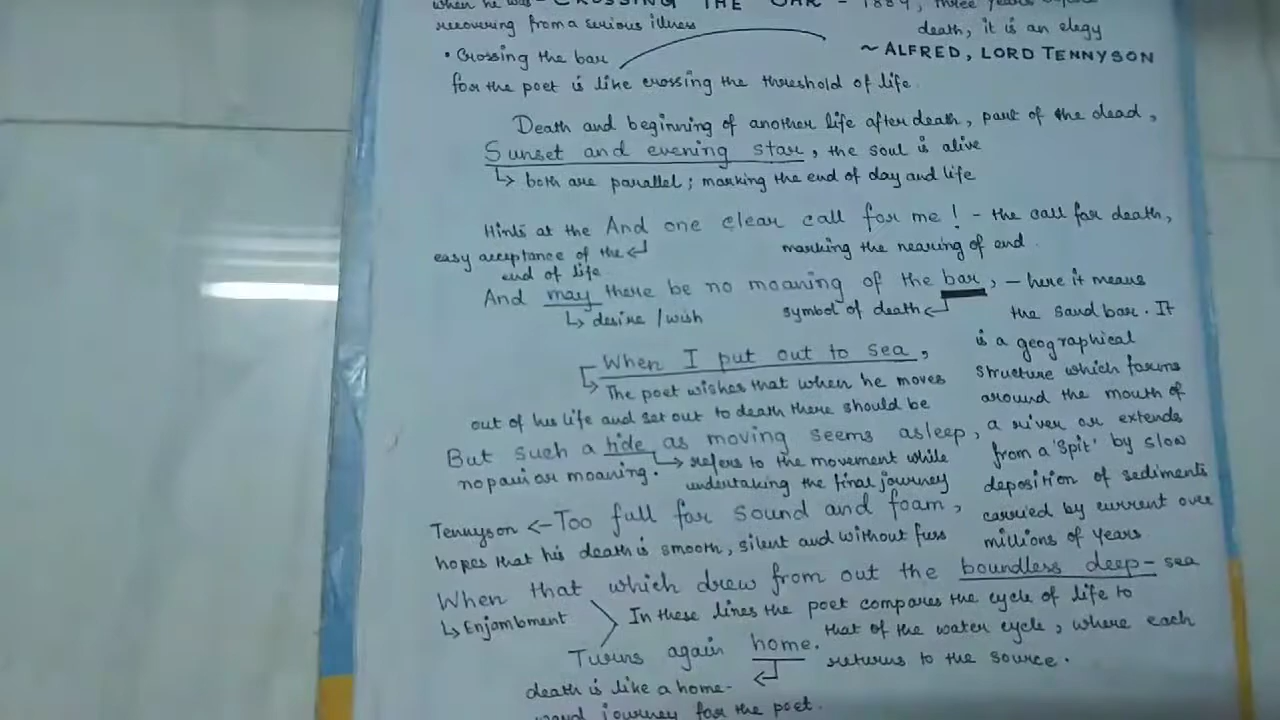 when he was - CROSSING THE BAR - 1889, three years before
recovering from a serious illness death, it is an elegy
• Crossing the bar ~ ALFRED, LORD TENNYSON
for the poet is like crossing the threshold of life.
Death and beginning of another life after death, part of the dead,
Sunset and evening star, the soul is alive
↳ both are parallel; marking the end of day and life
Hints at the And one clear call for me! - the call for death,
easy acceptance of the ↵ marking the nearing of end.
end of life.
And may there be no moaning of the bar, - here it means
↳ desire / wish symbol of death ↵ the sand bar. It
is a geographical
When I put out to sea,
structure which forms
↳ The poet wishes that when he moves
around the mouth of
out of his life and set out to death there should be
a river or extends
But such a tide as moving seems asleep,
from a 'spit' by slow
no pain or moaning. ↳ refers to the movement while
undertaking the final journey deposition of sediments
Tennyson <- Too full for sound and foam, carried by current over
hopes that his death is smooth, silent and without fuss millions of years
When that which drew from out the boundless deep - sea
↳ Enjambment In these lines the poet compares the cycle of life to
that of the water cycle, where each
Turns again home. returns to the source.
death is like a home- ↵
ward journey for the poet.